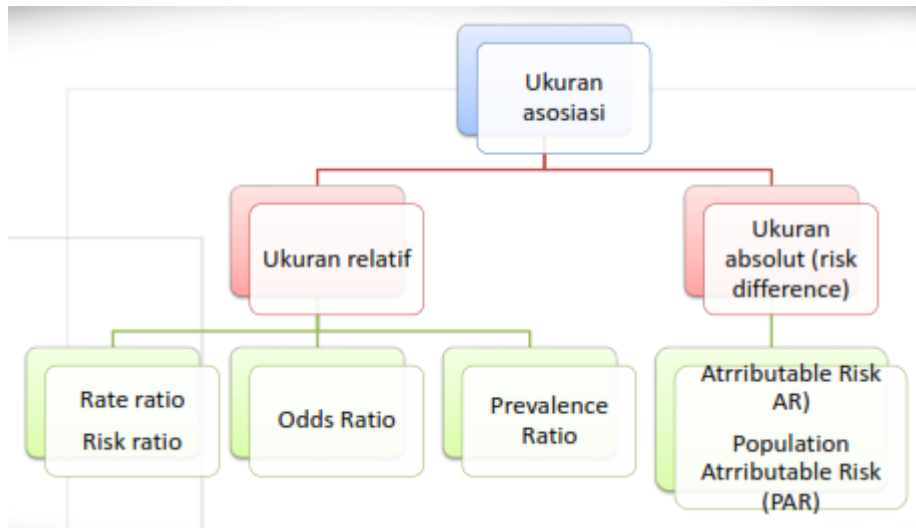 Ukuran
asosiasi
Ukuran relatif
Ukuran
absolut (risk
difference)
Rate ratio
Risk ratio
Odds Ratio
Prevalence
Ratio
Atrributable Risk
AR)
Population
Atrributable Risk
(PAR)